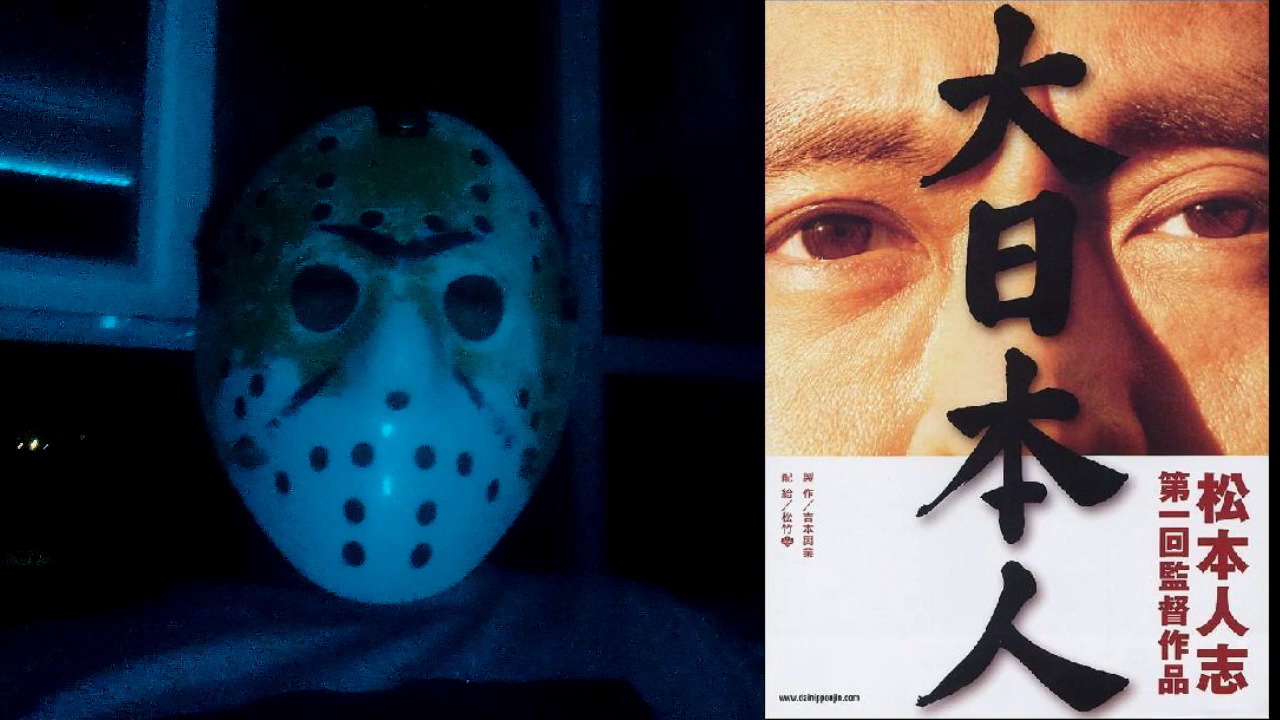 大日本人
松本人志
第一回監督作品
製作／吉本興業
配給／松竹
www.dainipponjin.com